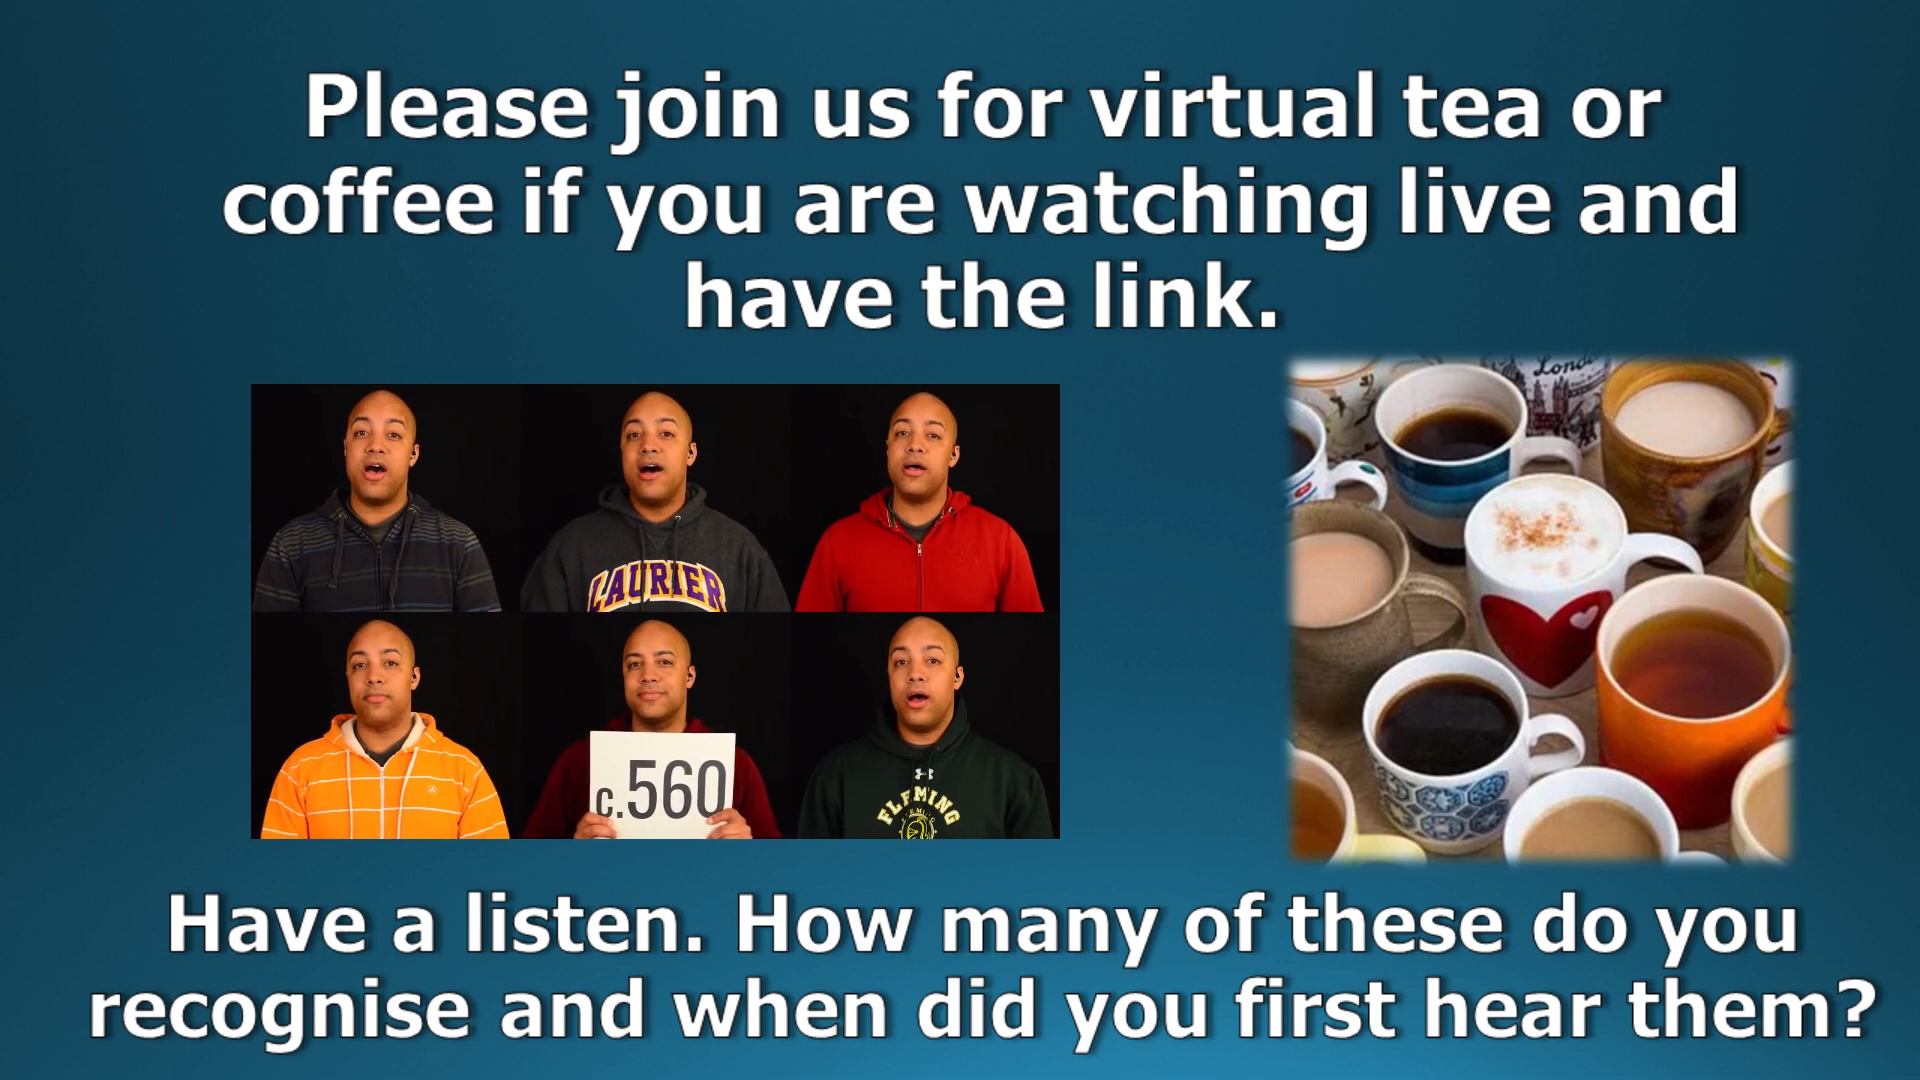 Please join us for virtual tea or
coffee if you are watching live and
have the link.
London
LAURIER
c.560
FLEMING
Have a listen. How many of these do you
recognise and when did you first hear them?